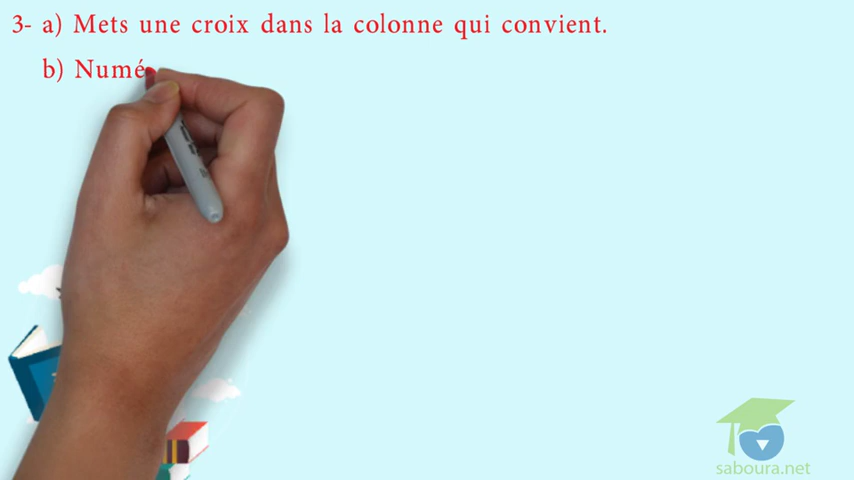 3- a) Mets une croix dans la colonne qui convient.
b) Numé
saboura.net